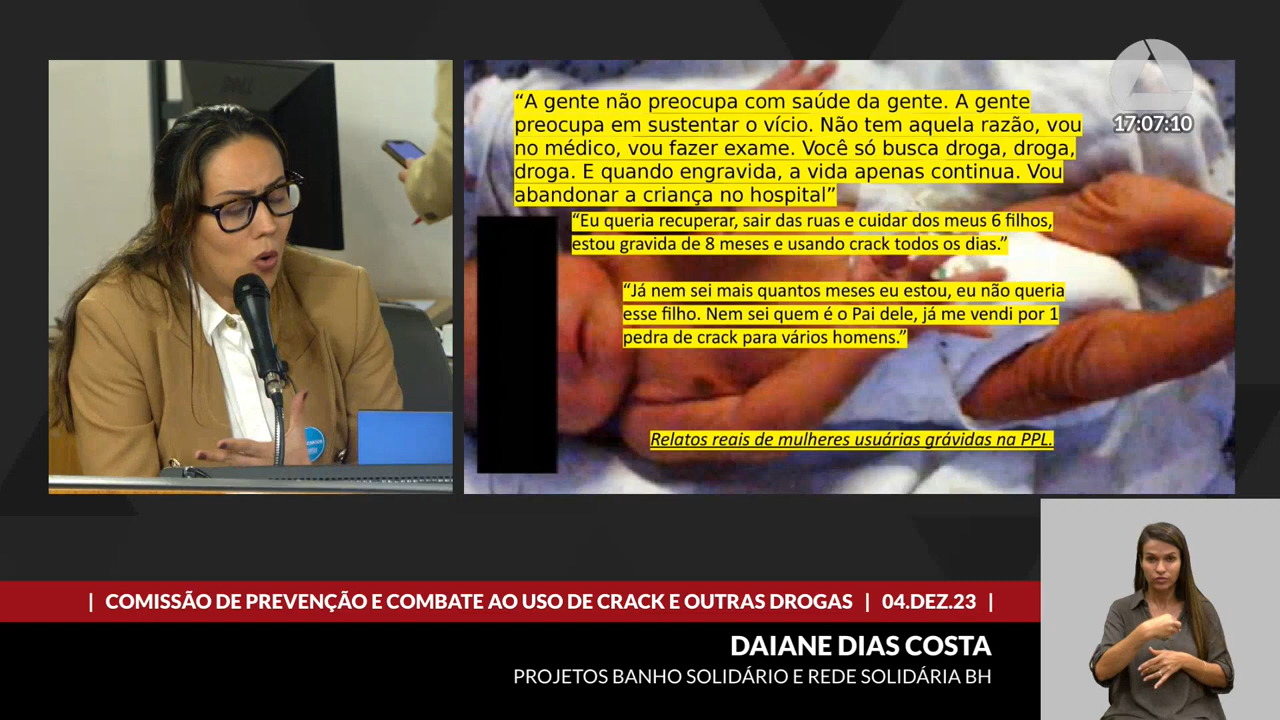 17:07:10
“A gente não preocupa com saúde da gente. A gente
preocupa em sustentar o vício. Não tem aquela razão, vou
no médico, vou fazer exame. Você só busca droga, droga,
droga. E quando engravida, a vida apenas continua. Vou
abandonar a criança no hospital”
“Eu queria recuperar, sair das ruas e cuidar dos meus 6 filhos,
estou gravida de 8 meses e usando crack todos os dias.”
“Já nem sei mais quantos meses eu estou, eu não queria
esse filho. Nem sei quem é o Pai dele, já me vendi por 1
pedra de crack para vários homens.”
Relatos reais de mulheres usuárias grávidas na PPL.
| COMISSÃO DE PREVENÇÃO E COMBATE AO USO DE CRACK E OUTRAS DROGAS | 04.DEZ.23 |
DAIANE DIAS COSTA
PROJETOS BANHO SOLIDÁRIO E REDE SOLIDÁRIA BH